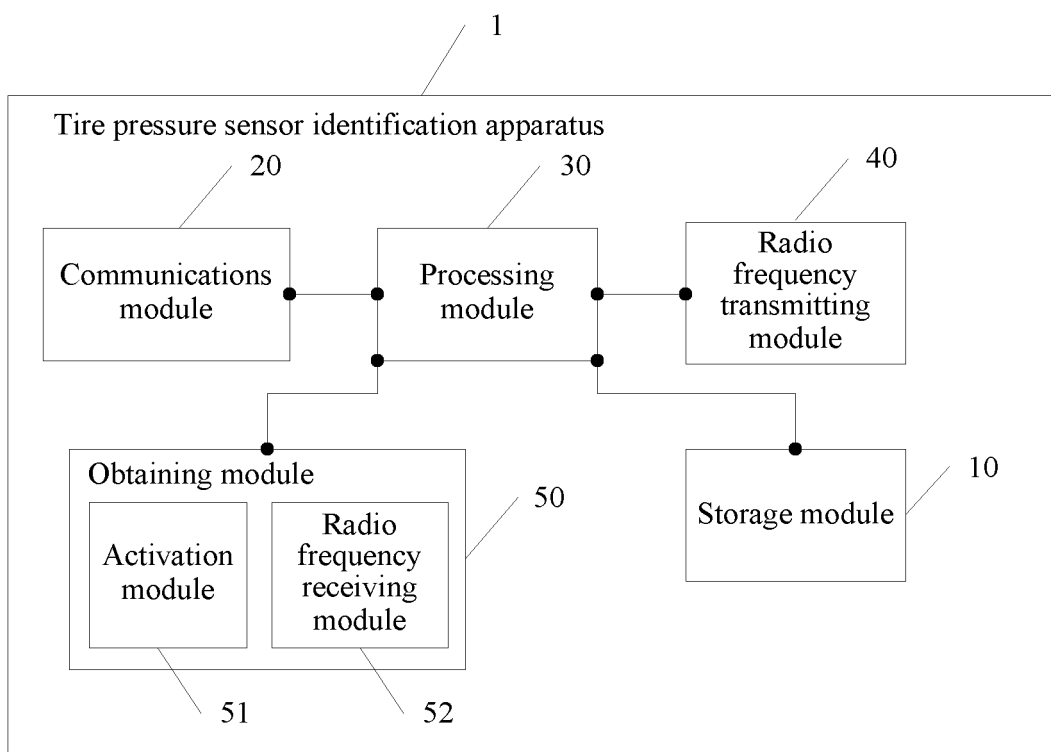 1
Tire pressure sensor identification apparatus
20
30
40
Communications
module
Processing
module
Radio
frequency
transmitting
module
Obtaining module
50
10
Activation
module
Radio
frequency
receiving
module
Storage module
51
52